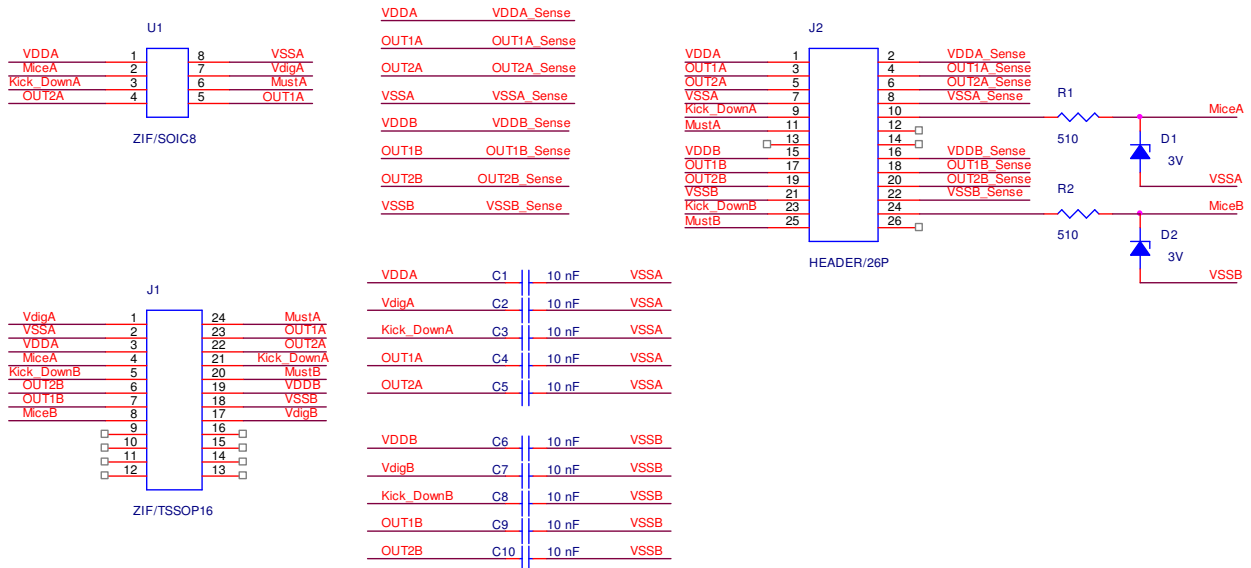 U1
VDDA 1 8 VSSA
MiceA 2 7 VdigA
Kick_DownA 3 6 MustA
OUT2A 4 5 OUT1A
ZIF/SOIC8
VDDA VDDA_Sense
OUT1A OUT1A_Sense
OUT2A OUT2A_Sense
VSSA VSSA_Sense
VDDB VDDB_Sense
OUT1B OUT1B_Sense
OUT2B OUT2B_Sense
VSSB VSSB_Sense
J2
VDDA 1 2 VDDA_Sense
OUT1A 3 4 OUT1A_Sense
OUT2A 5 6 OUT2A_Sense
VSSA 7 8 VSSA_Sense
Kick_DownA 9 10
MustA 11 12
13 14
VDDB 15 16 VDDB_Sense
OUT1B 17 18 OUT1B_Sense
OUT2B 19 20 OUT2B_Sense
VSSB 21 22 VSSB_Sense
Kick_DownB 23 24
MustB 25 26
HEADER/26P
R1
510
MiceA
D1
3V
VSSA
R2
510
MiceB
D2
3V
VSSB
J1
VdigA 1 24 MustA
VSSA 2 23 OUT1A
VDDA 3 22 OUT2A
MiceA 4 21 Kick_DownA
Kick_DownB 5 20 MustB
OUT2B 6 19 VDDB
OUT1B 7 18 VSSB
MiceB 8 17 VdigB
9 16
10 15
11 14
12 13
ZIF/TSSOP16
VDDA C1 10 nF VSSA
VdigA C2 10 nF VSSA
Kick_DownA C3 10 nF VSSA
OUT1A C4 10 nF VSSA
OUT2A C5 10 nF VSSA
VDDB C6 10 nF VSSB
VdigB C7 10 nF VSSB
Kick_DownB C8 10 nF VSSB
OUT1B C9 10 nF VSSB
OUT2B C10 10 nF VSSB